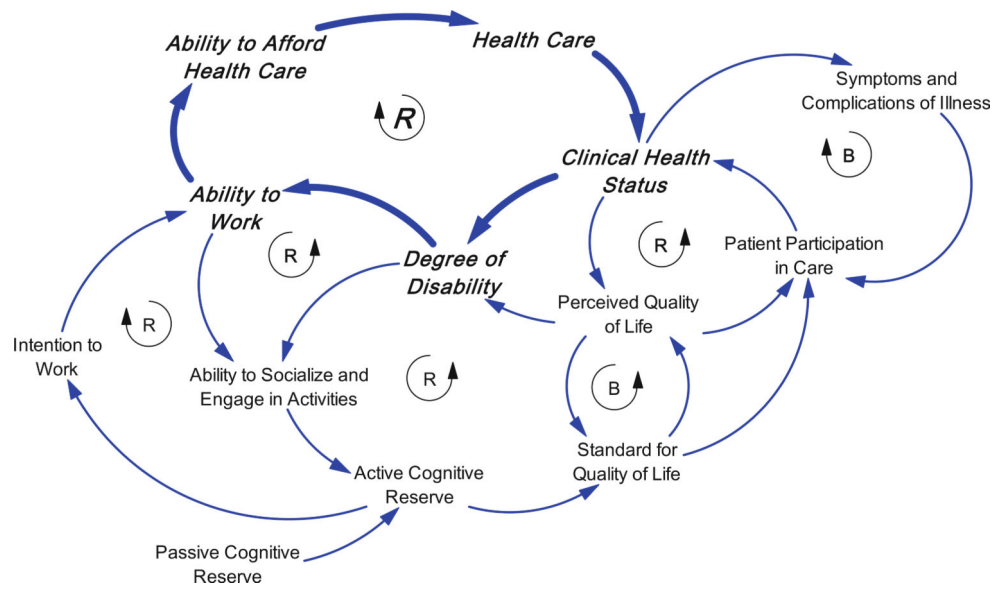 Ability to Afford
Health Care
Health Care
Symptoms and
Complications of Illness
R
B
Clinical Health
Status
Ability to
Work
R
R
Patient Participation
in Care
Degree of
Disability
Perceived Quality
of Life
R
Intention to
Work
Ability to Socialize and
Engage in Activities
R
B
Standard for
Quality of Life
Active Cognitive
Reserve
Passive Cognitive
Reserve